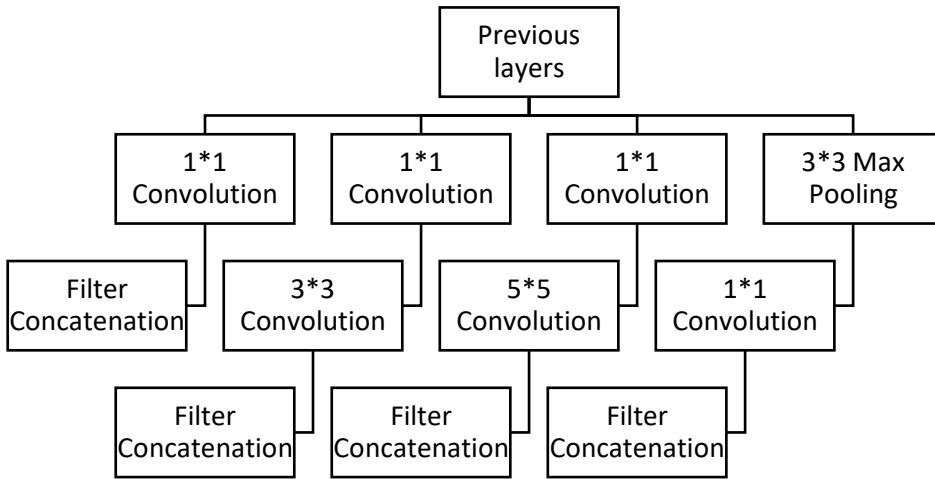 Previous
layers
1*1
Convolution
1*1
Convolution
1*1
Convolution
3*3 Max
Pooling
Filter
Concatenation
3*3
Convolution
5*5
Convolution
1*1
Convolution
Filter
Concatenation
Filter
Concatenation
Filter
Concatenation